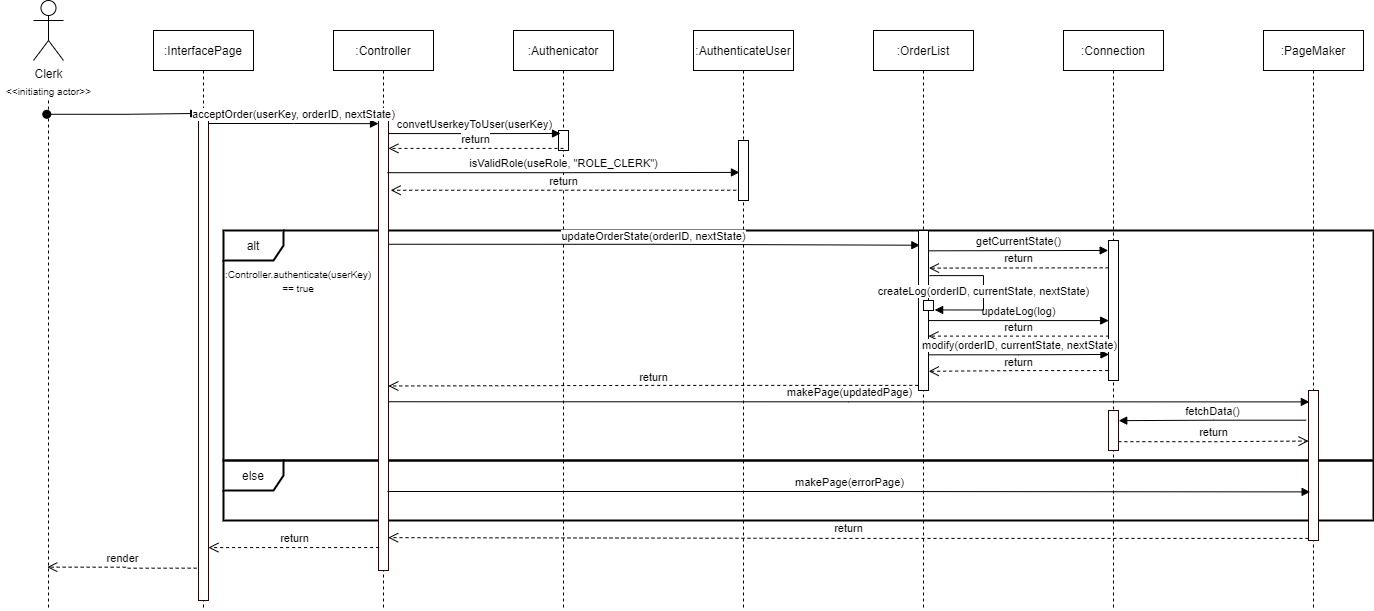 :InterfacePage
:Controller
:Authenicator
:AuthenticateUser
:OrderList
:Connection
:PageMaker
Clerk
<<initiating actor>>
acceptOrder(userKey, orderID, nextState)
convetUserkeyToUser(userKey)
return
isValidRole(useRole, "ROLE_CLERK")
return
alt
updateOrderState(orderID, nextState)
getCurrentState()
return
:Controller.authenticate(userKey)
== true
createLog(orderID, currentState, nextState)
updateLog(log)
return
modify(orderID, currentState, nextState)
return
return
makePage(updatedPage)
fetchData()
return
else
makePage(errorPage)
return
return
render